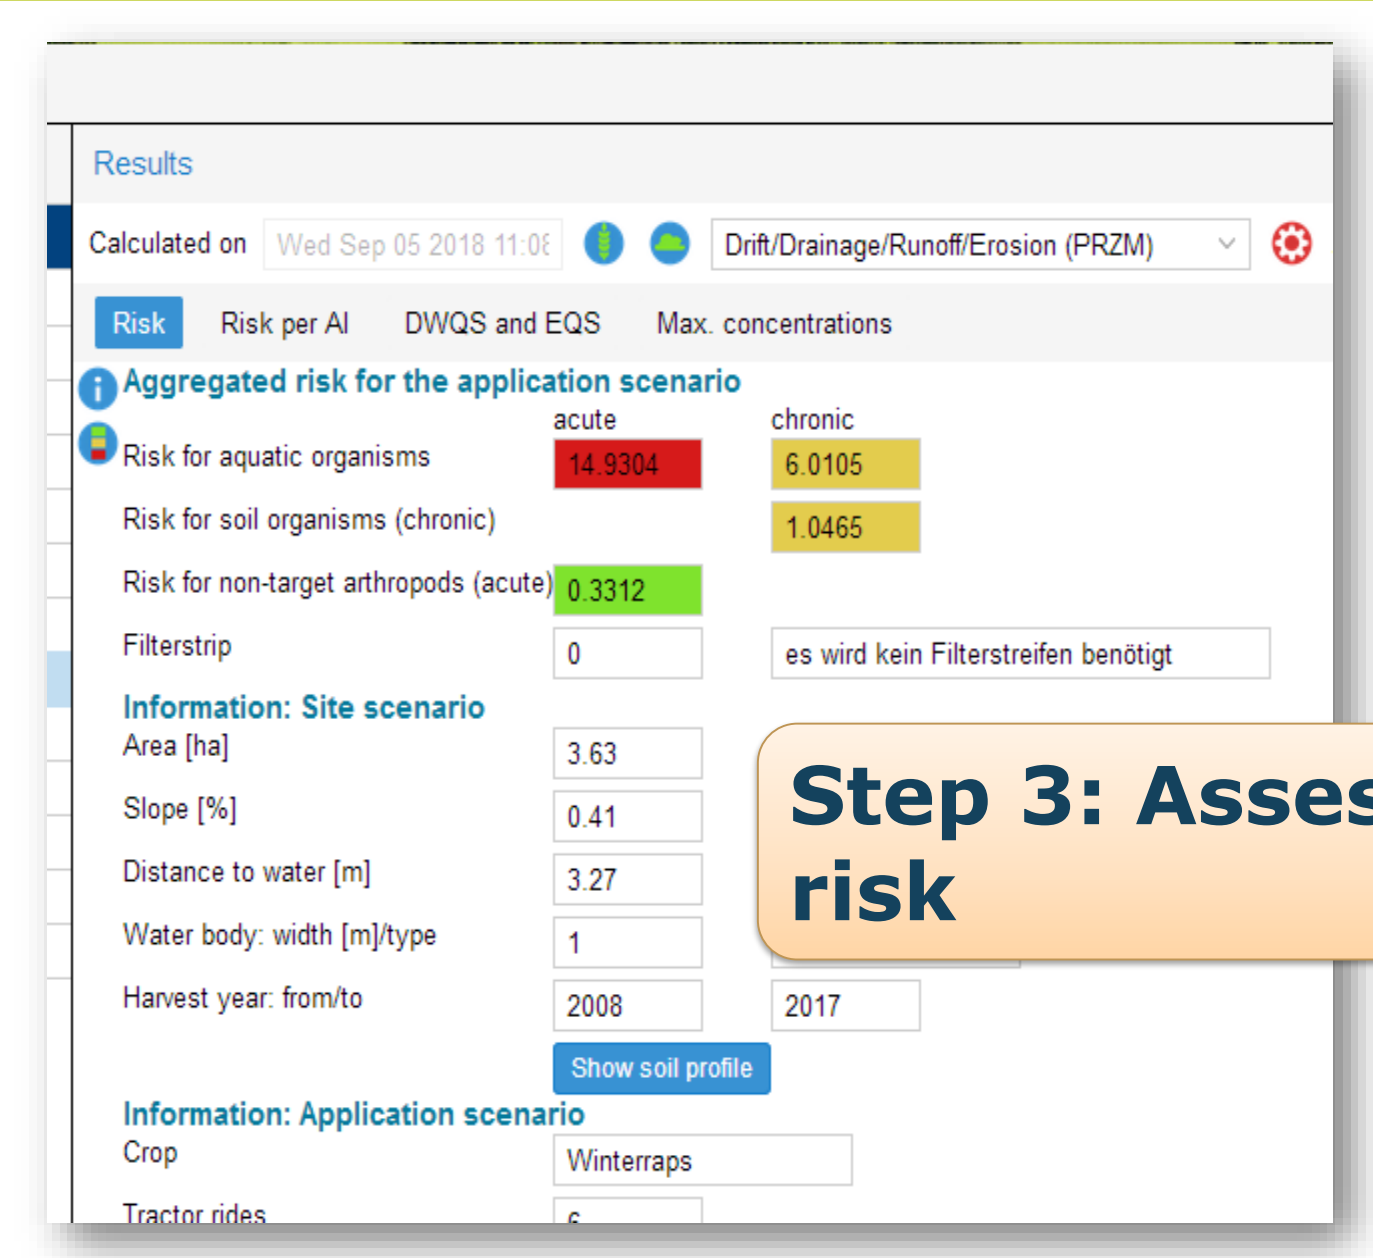 Results
Calculated on Wed Sep 05 2018 11:08 Drift/Drainage/Runoff/Erosion (PRZM)
Risk Risk per AI DWQS and EQS Max. concentrations
Aggregated risk for the application scenario
acute chronic
Risk for aquatic organisms 14.9304 6.0105
Risk for soil organisms (chronic) 1.0465
Risk for non-target arthropods (acute) 0.3312
Filterstrip 0 es wird kein Filterstreifen benötigt
Information: Site scenario
Area [ha] 3.63
Slope [%] 0.41
Step 3: Asses
risk
Distance to water [m] 3.27
Water body: width [m]/type 1
Harvest year: from/to 2008 2017
Show soil profile
Information: Application scenario
Crop Winterraps
Tractor rides